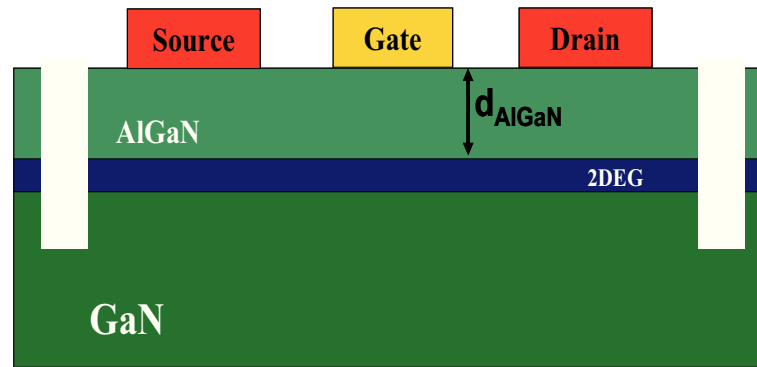 Source
Gate
Drain
dAlGaN
AlGaN
2DEG
GaN